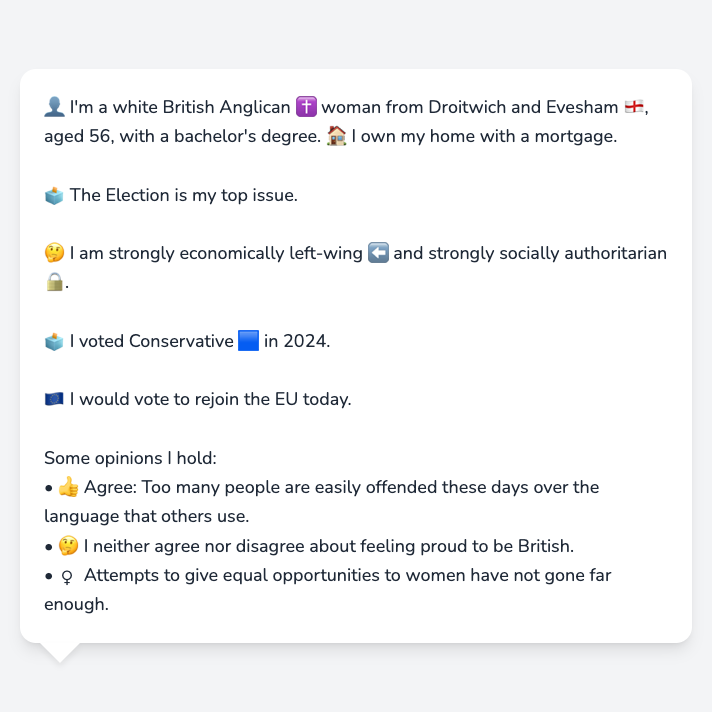 👤 I'm a white British Anglican ✝️ woman from Droitwich and Evesham 🏴󠁧󠁢󠁥󠁮󠁧󠁿,
aged 56, with a bachelor's degree. 🏠 I own my home with a mortgage.
🗳️ The Election is my top issue.
🤔 I am strongly economically left-wing ⬅️ and strongly socially authoritarian
🔒.
🗳️ I voted Conservative 🟦 in 2024.
🇪🇺 I would vote to rejoin the EU today.
Some opinions I hold:
• 👍 Agree: Too many people are easily offended these days over the
language that others use.
• 🤔 I neither agree nor disagree about feeling proud to be British.
• ♀ Attempts to give equal opportunities to women have not gone far
enough.